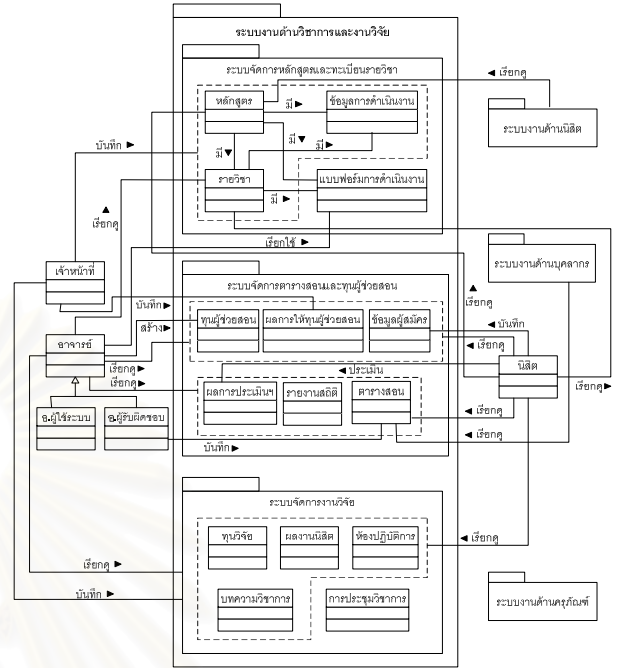 ระบบงานด้านวิชาการและงานวิจัย
ระบบจัดการหลักสูตรและทะเบียนรายวิชา
◄ เรียกดู
หลักสูตร
มี ►
ข้อมูลการดำเนินงาน
ระบบงานด้านนิสิต
บันทึก ►
มี ▼
มี ▼
มี ►
รายวิชา
มี ►
แบบฟอร์มการดำเนินงาน
▲
เรียกดู
เรียกใช้ ►
ระบบงานด้านบุคลากร
เจ้าหน้าที่
ระบบจัดการตารางสอนและทุนผู้ช่วยสอน
▲
เรียกดู
บันทึก►
สร้าง►
ทุนผู้ช่วยสอน
ผลการให้ทุนผู้ช่วยสอน
ข้อมูลผู้สมัคร
◄ บันทึก
อาจารย์
◄ เรียกดู
นิสิต
เรียกดู►
◄ประเมิน
เรียกดู►
เรียกดู►
ผลการประเมินฯ
รายงานสถิติ
ตารางสอน
อ.ผู้ใช้ระบบ
อ.ผู้รับผิดชอบ
◄ เรียกดู
◄ เรียกดู
บันทึก►
ระบบจัดการงานวิจัย
ทุนวิจัย
ผลงานนิสิต
ห้องปฏิบัติการ
◄ เรียกดู
เรียกดู ►
บันทึก ►
บทความวิชาการ
การประชุมวิชาการ
ระบบงานด้านครุภัณฑ์